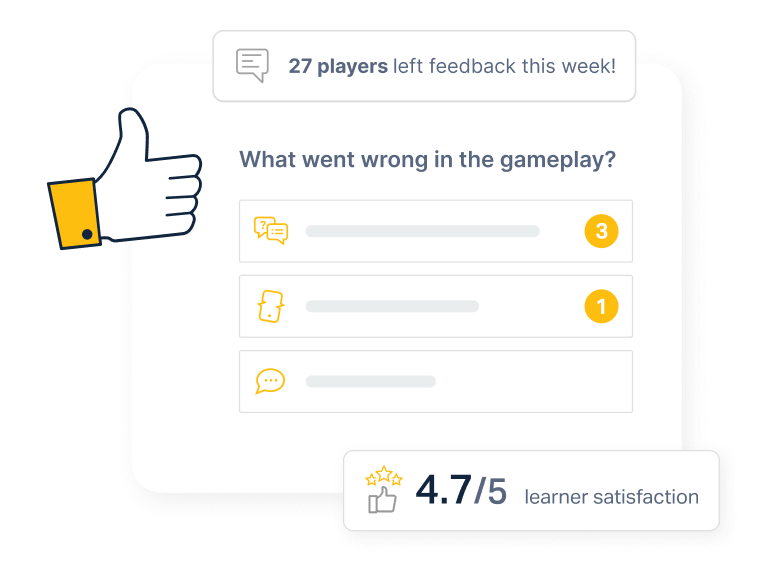 27 players left feedback this week!
What went wrong in the gameplay?
?
3
1
4.7/5 learner satisfaction